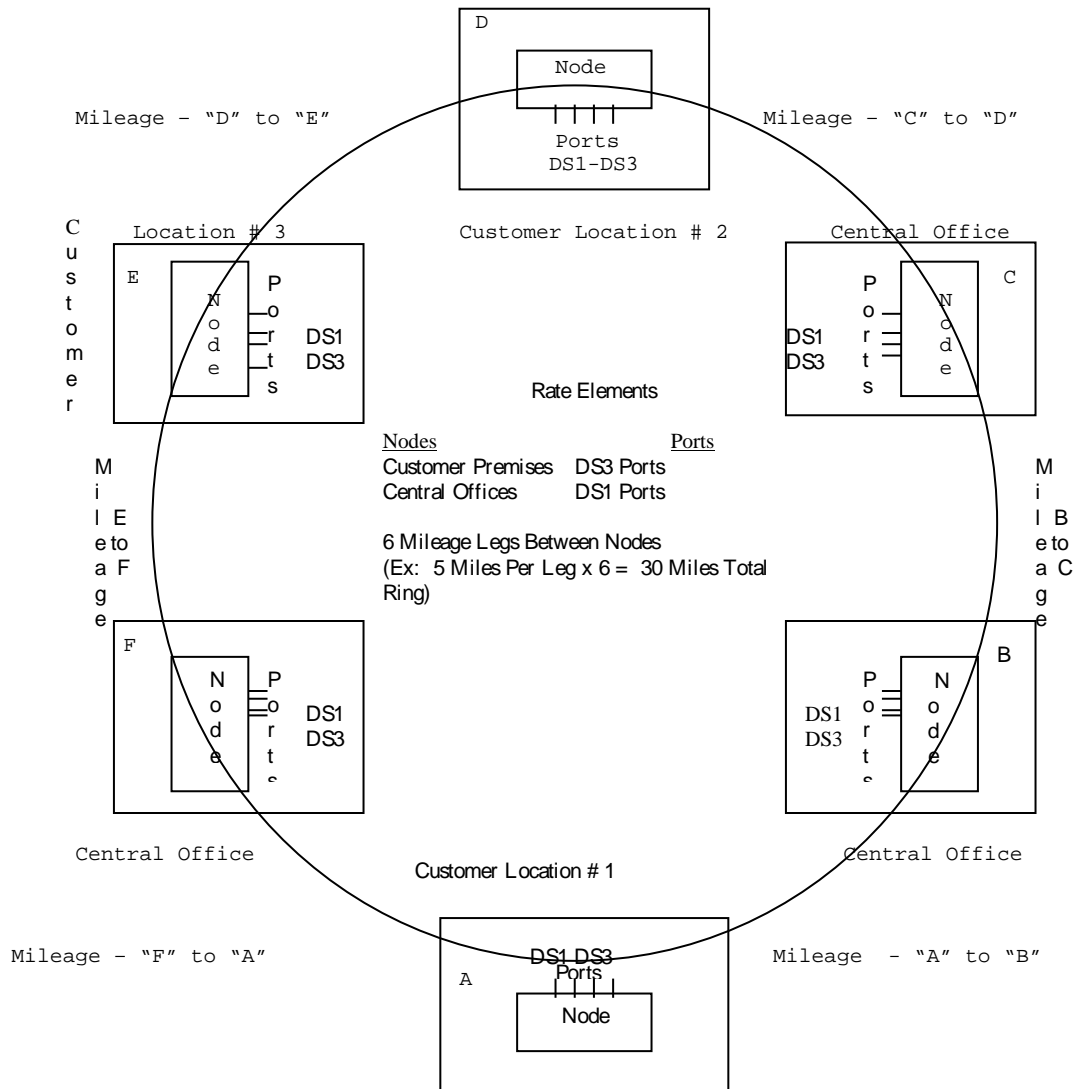 D
Node
Mileage – “D” to “E”
Mileage – “C” to “D”
Ports
DS1-DS3
Customer
Location # 3
Customer Location # 2
Central Office
E
Node
Ports
DS1
DS3
C
Node
Ports
DS1
DS3
Rate Elements
Nodes Ports
Customer Premises DS3 Ports
Central Offices DS1 Ports
6 Mileage Legs Between Nodes
(Ex: 5 Miles Per Leg x 6 = 30 Miles Total
Ring)
Mileage
E
to
F
Mileage
B
to
C
F
Node
Ports
DS1
DS3
B
Node
Ports
DS1
DS3
Central Office
Central Office
Customer Location # 1
Mileage – “F” to “A”
Mileage – “A” to “B”
DS1 DS3
Ports
A
Node